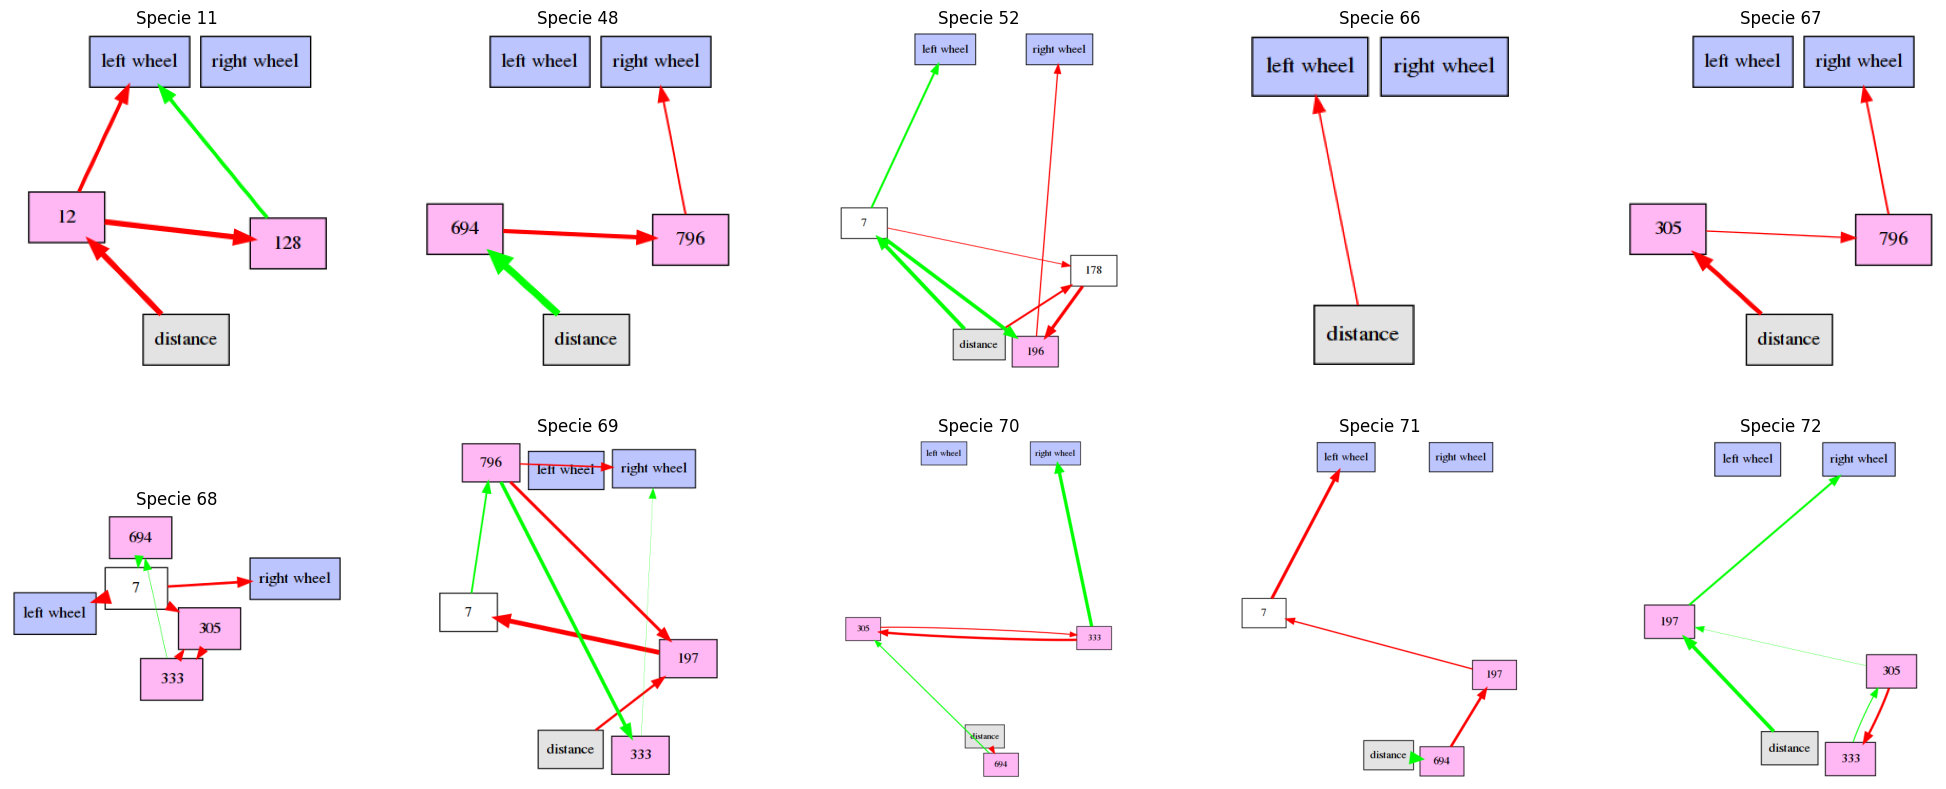 Specie 11
left wheel
right wheel
12
128
distance
Specie 48
left wheel
right wheel
694
796
distance
Specie 52
left wheel
right wheel
7
178
distance
196
Specie 66
left wheel
right wheel
distance
Specie 67
left wheel
right wheel
305
796
distance
Specie 68
694
7
right wheel
left wheel
305
333
Specie 69
796
left wheel
right wheel
7
197
distance
333
Specie 70
left wheel
right wheel
305
333
distance
694
Specie 71
left wheel
right wheel
7
197
distance
694
Specie 72
left wheel
right wheel
197
305
distance
333